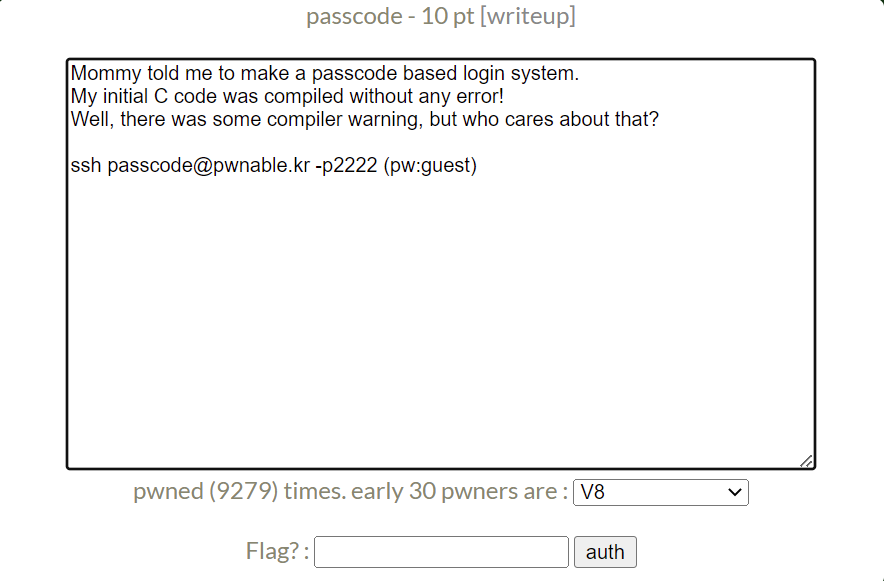 passcode - 10 pt [writeup]
Mommy told me to make a passcode based login system.
My initial C code was compiled without any error!
Well, there was some compiler warning, but who cares about that?
ssh passcode@pwnable.kr -p2222 (pw:guest)
pwned (9279) times. early 30 pwners are : V8
Flag? : auth